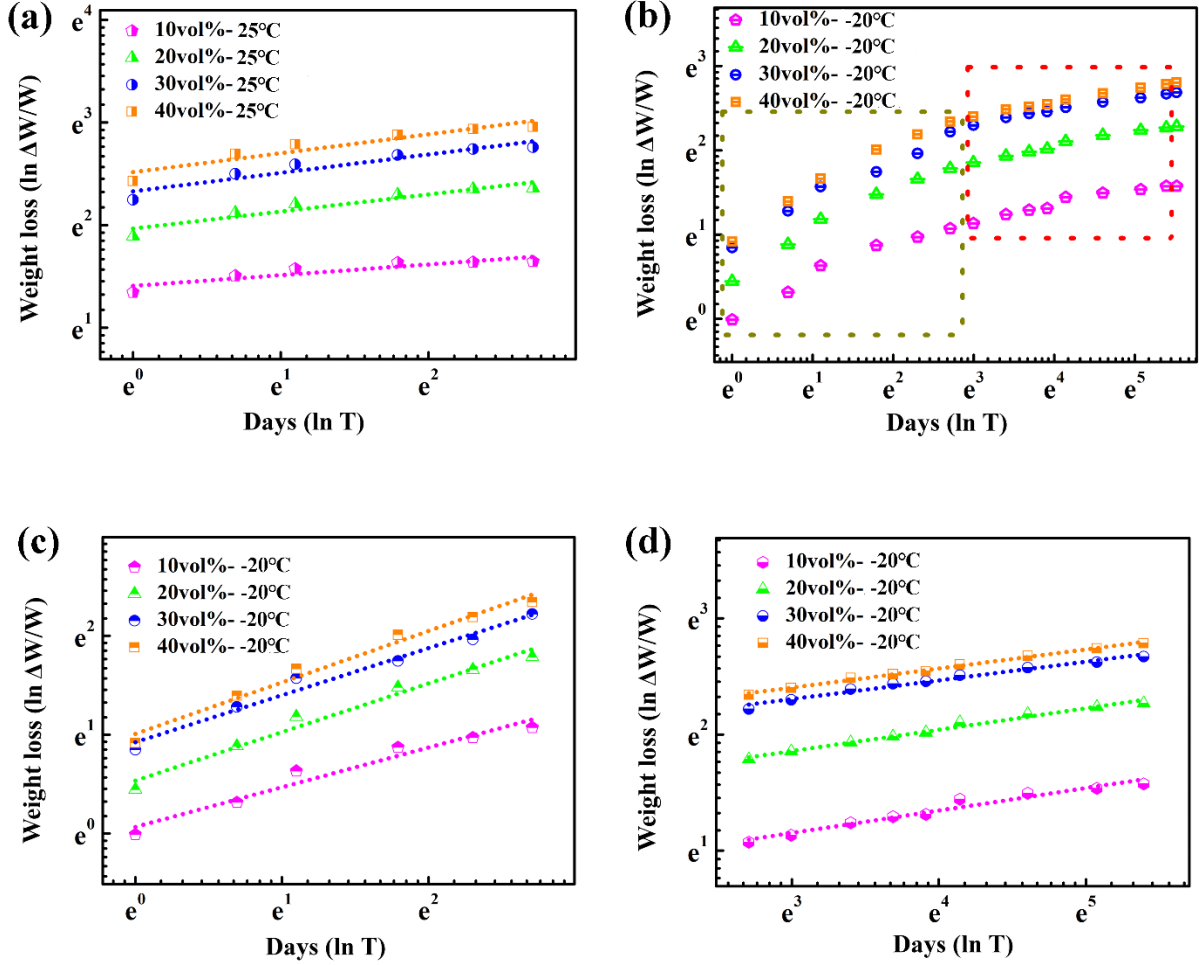 (a)
Weight loss (ln ΔW/W)
e⁴
e³
e²
e¹
10vol%- 25°C
20vol%- 25°C
30vol%- 25°C
40vol%- 25°C
e⁰ e¹ e²
Days (ln T)
(b)
Weight loss (ln ΔW/W)
e³
e²
e¹
e⁰
10vol%- -20°C
20vol%- -20°C
30vol%- -20°C
40vol%- -20°C
e⁰ e¹ e² e³ e⁴ e⁵
Days (ln T)
(c)
Weight loss (ln ΔW/W)
e²
e¹
e⁰
10vol%- -20°C
20vol%- -20°C
30vol%- -20°C
40vol%- -20°C
e⁰ e¹ e²
Days (ln T)
(d)
Weight loss (ln ΔW/W)
e³
e²
e¹
10vol%- -20°C
20vol%- -20°C
30vol%- -20°C
40vol%- -20°C
e³ e⁴ e⁵
Days (ln T)